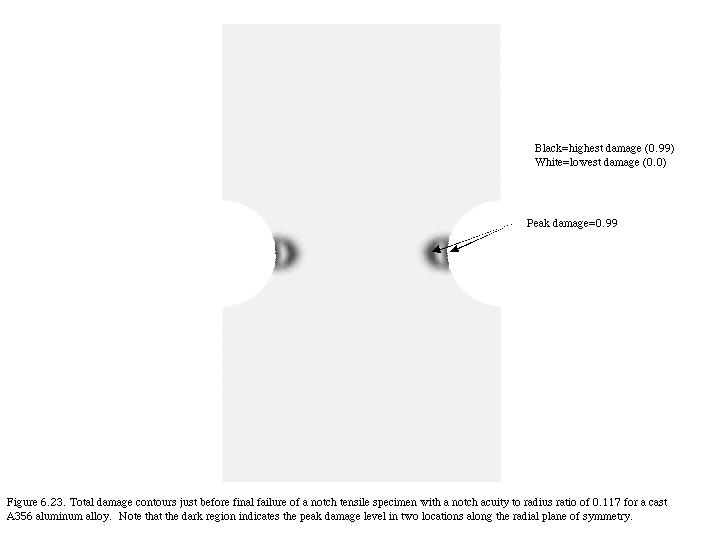 Black=highest damage (0.99)
White=lowest damage (0.0)
Peak damage=0.99
Figure 6.23. Total damage contours just before final failure of a notch tensile specimen with a notch acuity to radius ratio of 0.117 for a cast
A356 aluminum alloy. Note that the dark region indicates the peak damage level in two locations along the radial plane of symmetry.